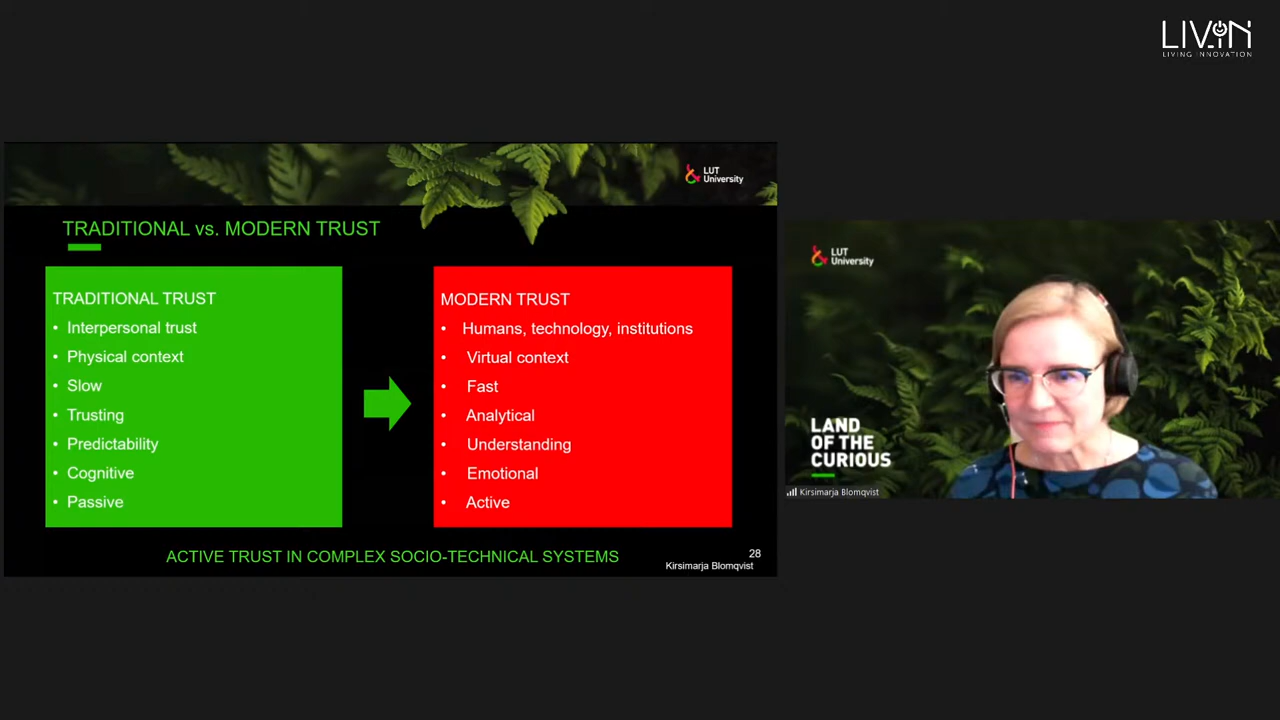 LIVIN
LIVING INNOVATION
LUT
University
TRADITIONAL vs. MODERN TRUST
TRADITIONAL TRUST
• Interpersonal trust
• Physical context
• Slow
• Trusting
• Predictability
• Cognitive
• Passive
MODERN TRUST
• Humans, technology, institutions
• Virtual context
• Fast
• Analytical
• Understanding
• Emotional
• Active
ACTIVE TRUST IN COMPLEX SOCIO-TECHNICAL SYSTEMS
28
Kirsimarja Blomqvist
LUT
University
LAND
OF THE
CURIOUS
Kirsimarja Blomqvist